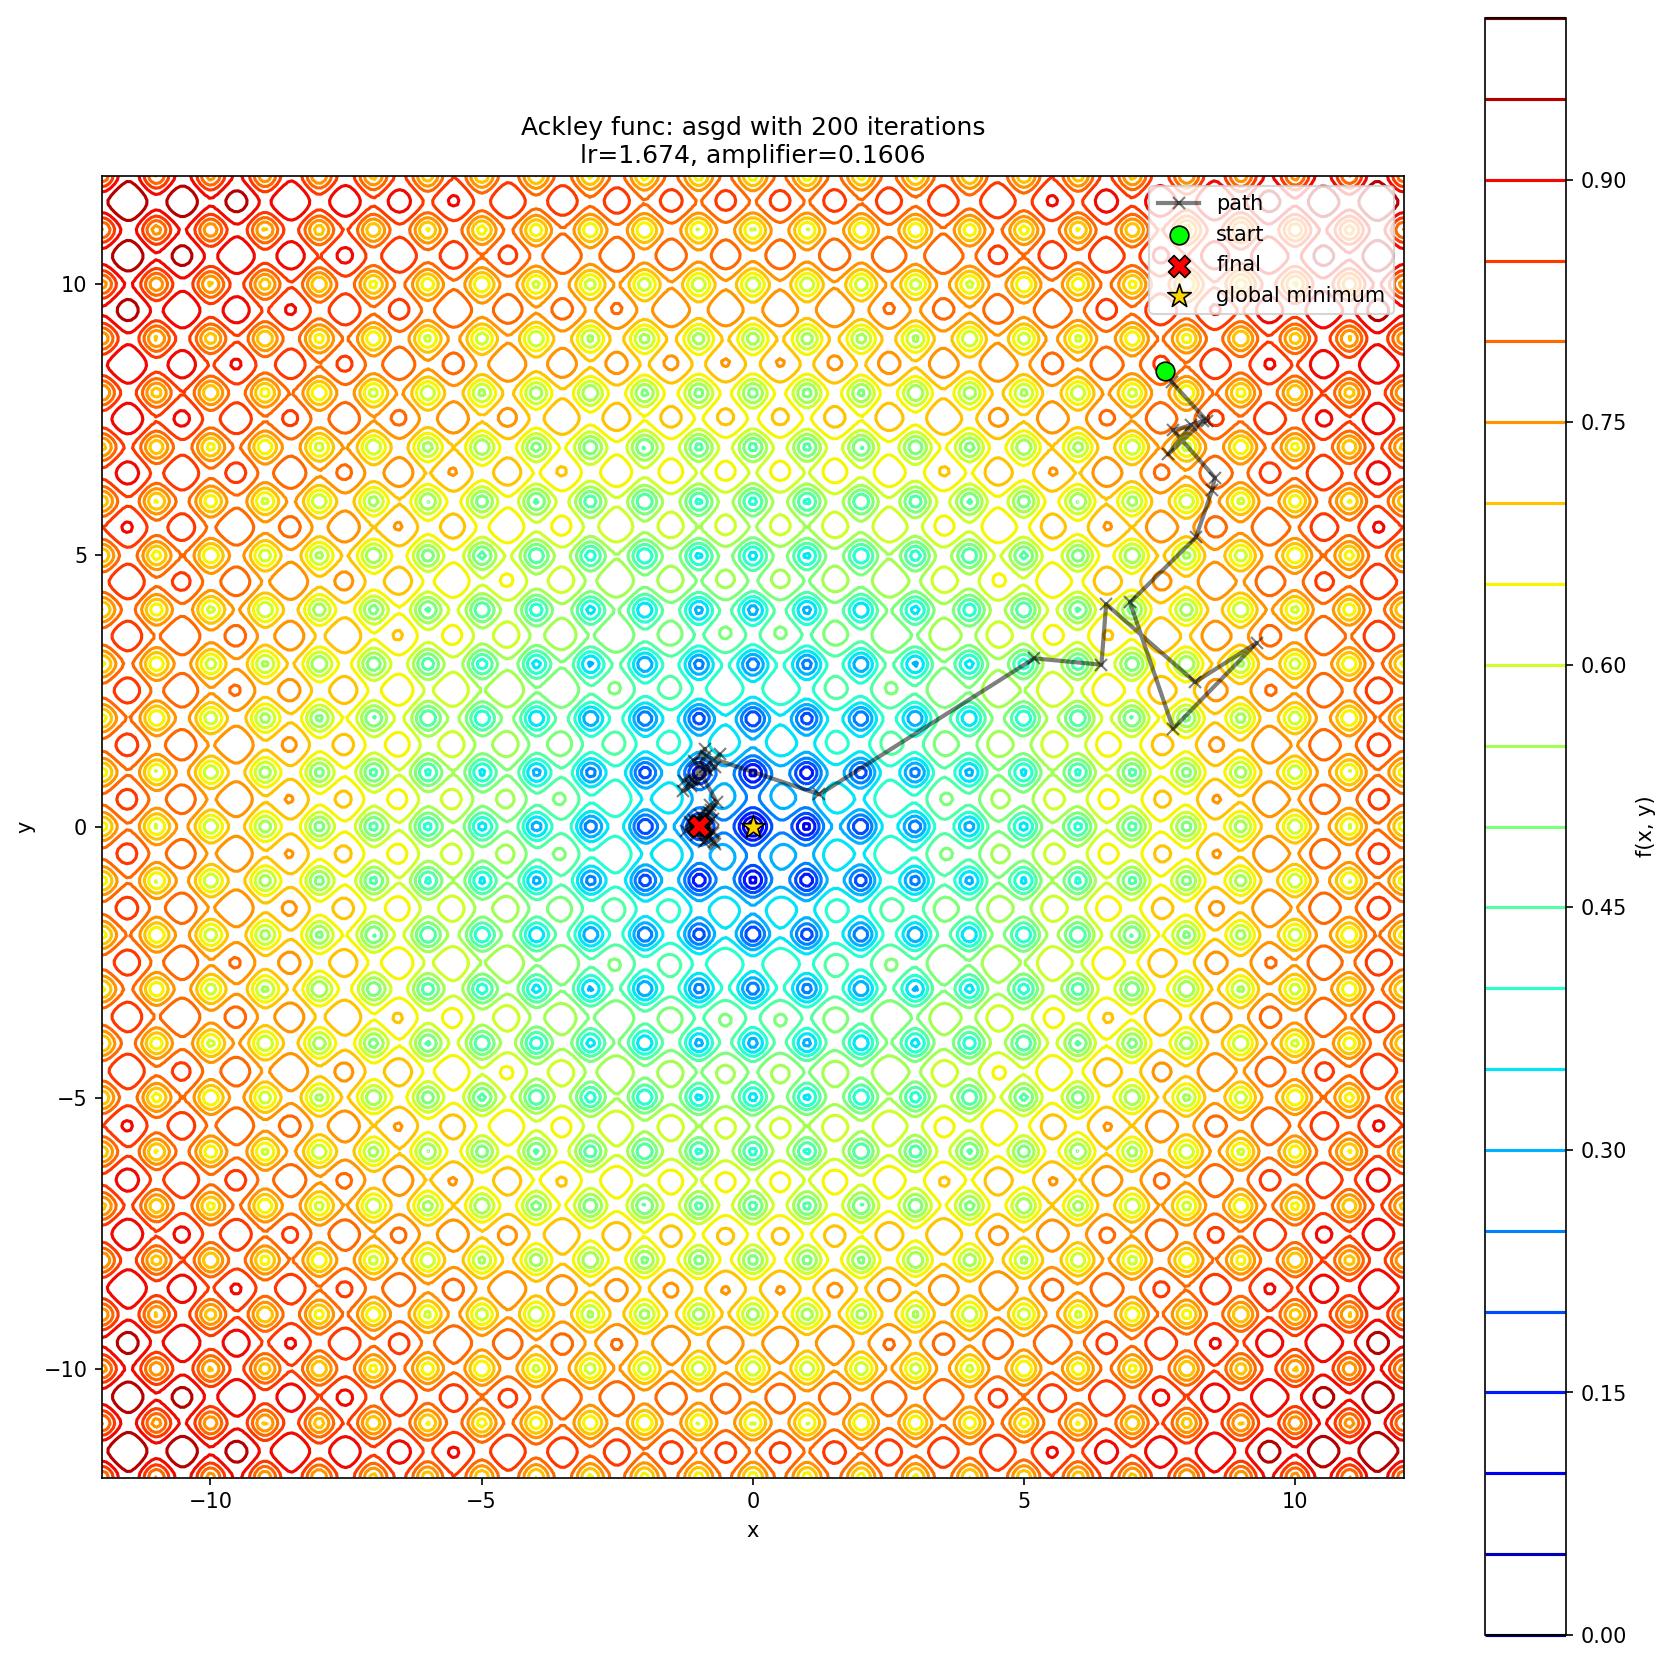 Ackley func: asgd with 200 iterations
lr=1.674, amplifier=0.1606
path
start
final
global minimum
10
5
0
−5
−10
y
−10
−5
0
5
10
x
0.90
0.75
0.60
0.45
0.30
0.15
0.00
f(x, y)